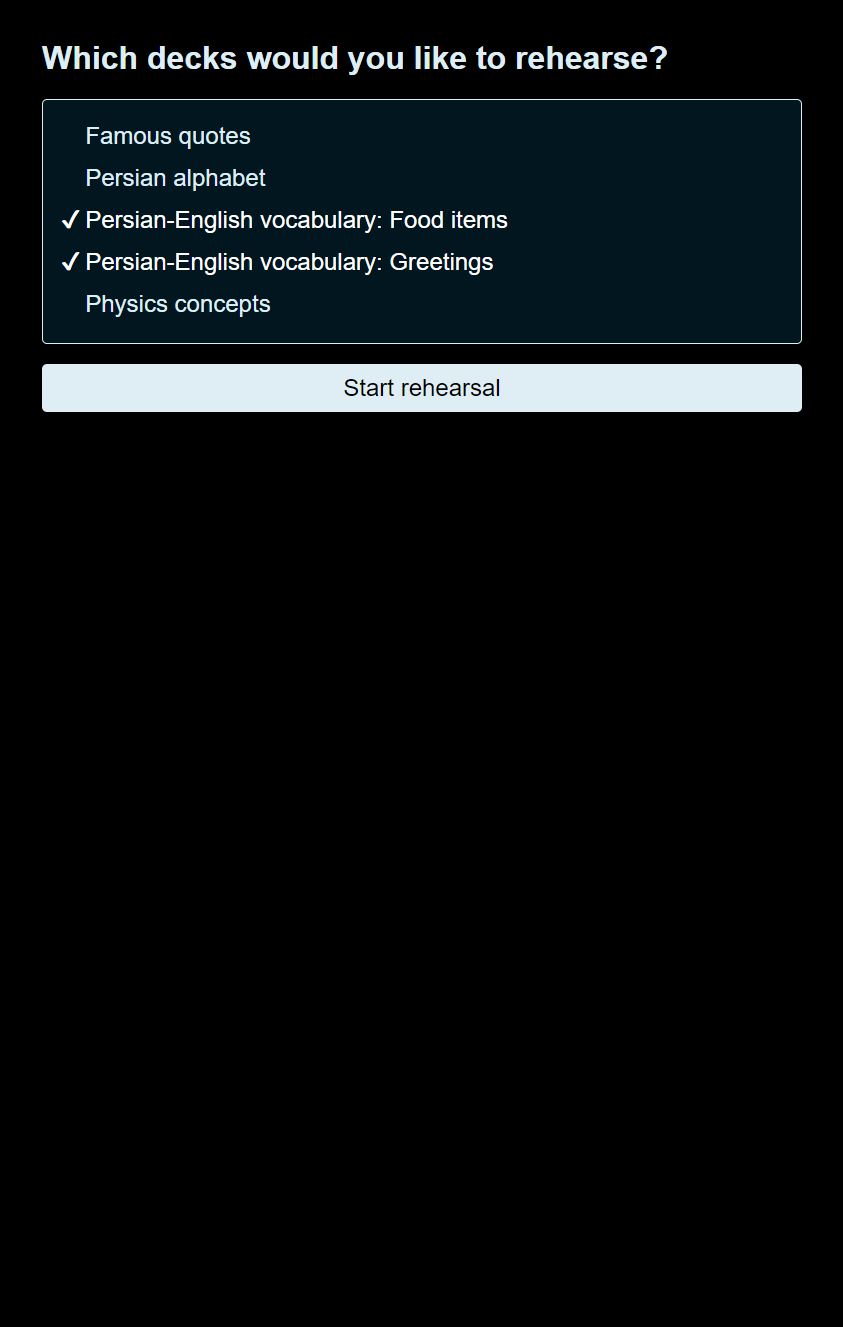 Which decks would you like to rehearse?
Famous quotes
Persian alphabet
✓ Persian-English vocabulary: Food items
✓ Persian-English vocabulary: Greetings
Physics concepts
Start rehearsal